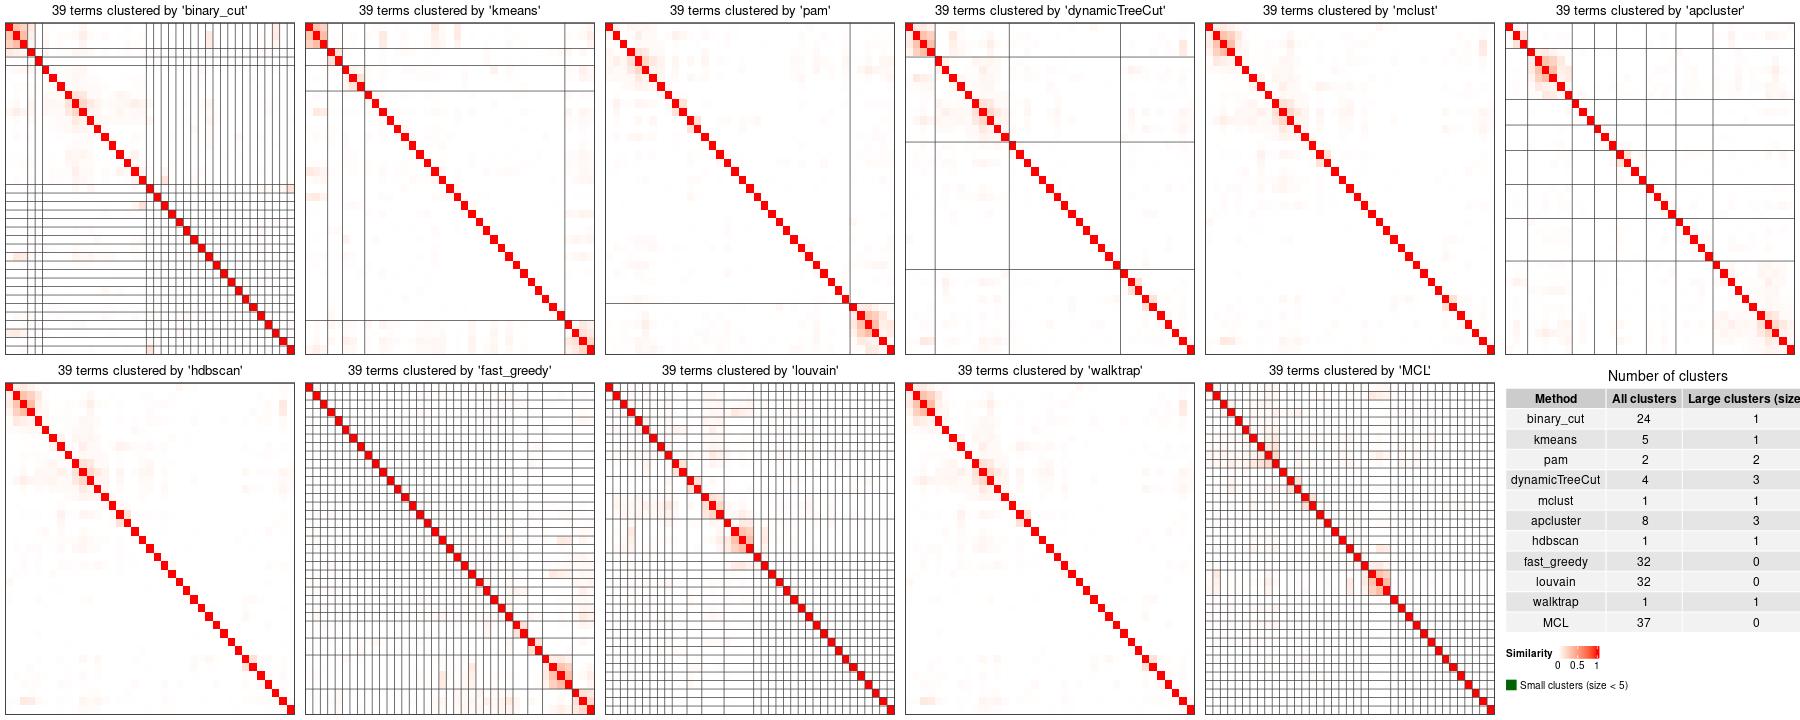 39 terms clustered by 'binary_cut'
39 terms clustered by 'kmeans'
39 terms clustered by 'pam'
39 terms clustered by 'dynamicTreeCut'
39 terms clustered by 'mclust'
39 terms clustered by 'apcluster'
39 terms clustered by 'hdbscan'
39 terms clustered by 'fast_greedy'
39 terms clustered by 'louvain'
39 terms clustered by 'walktrap'
39 terms clustered by 'MCL'
Number of clusters
Method All clusters Large clusters (size
binary_cut 24 1
kmeans 5 1
pam 2 2
dynamicTreeCut 4 3
mclust 1 1
apcluster 8 3
hdbscan 1 1
fast_greedy 32 0
louvain 32 0
walktrap 1 1
MCL 37 0
Similarity
0 0.5 1
Small clusters (size < 5)